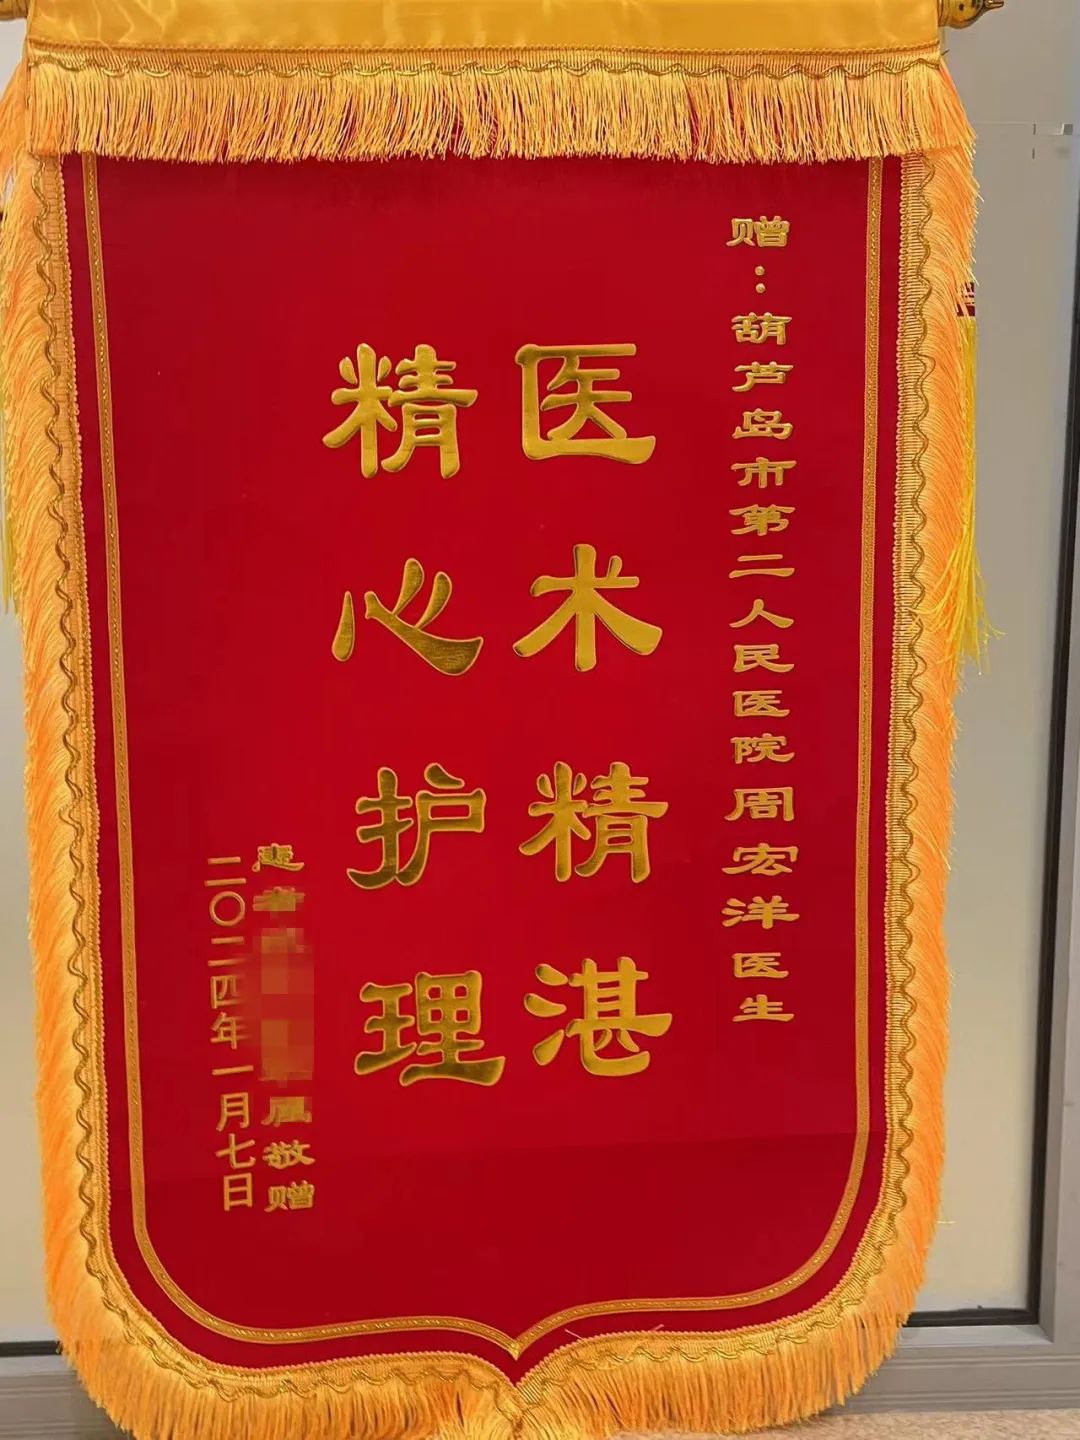 赠：葫芦岛市第二人民医院周宏洋医生
医术精湛
精心护理
患者 属敬赠
二〇二四年一月七日